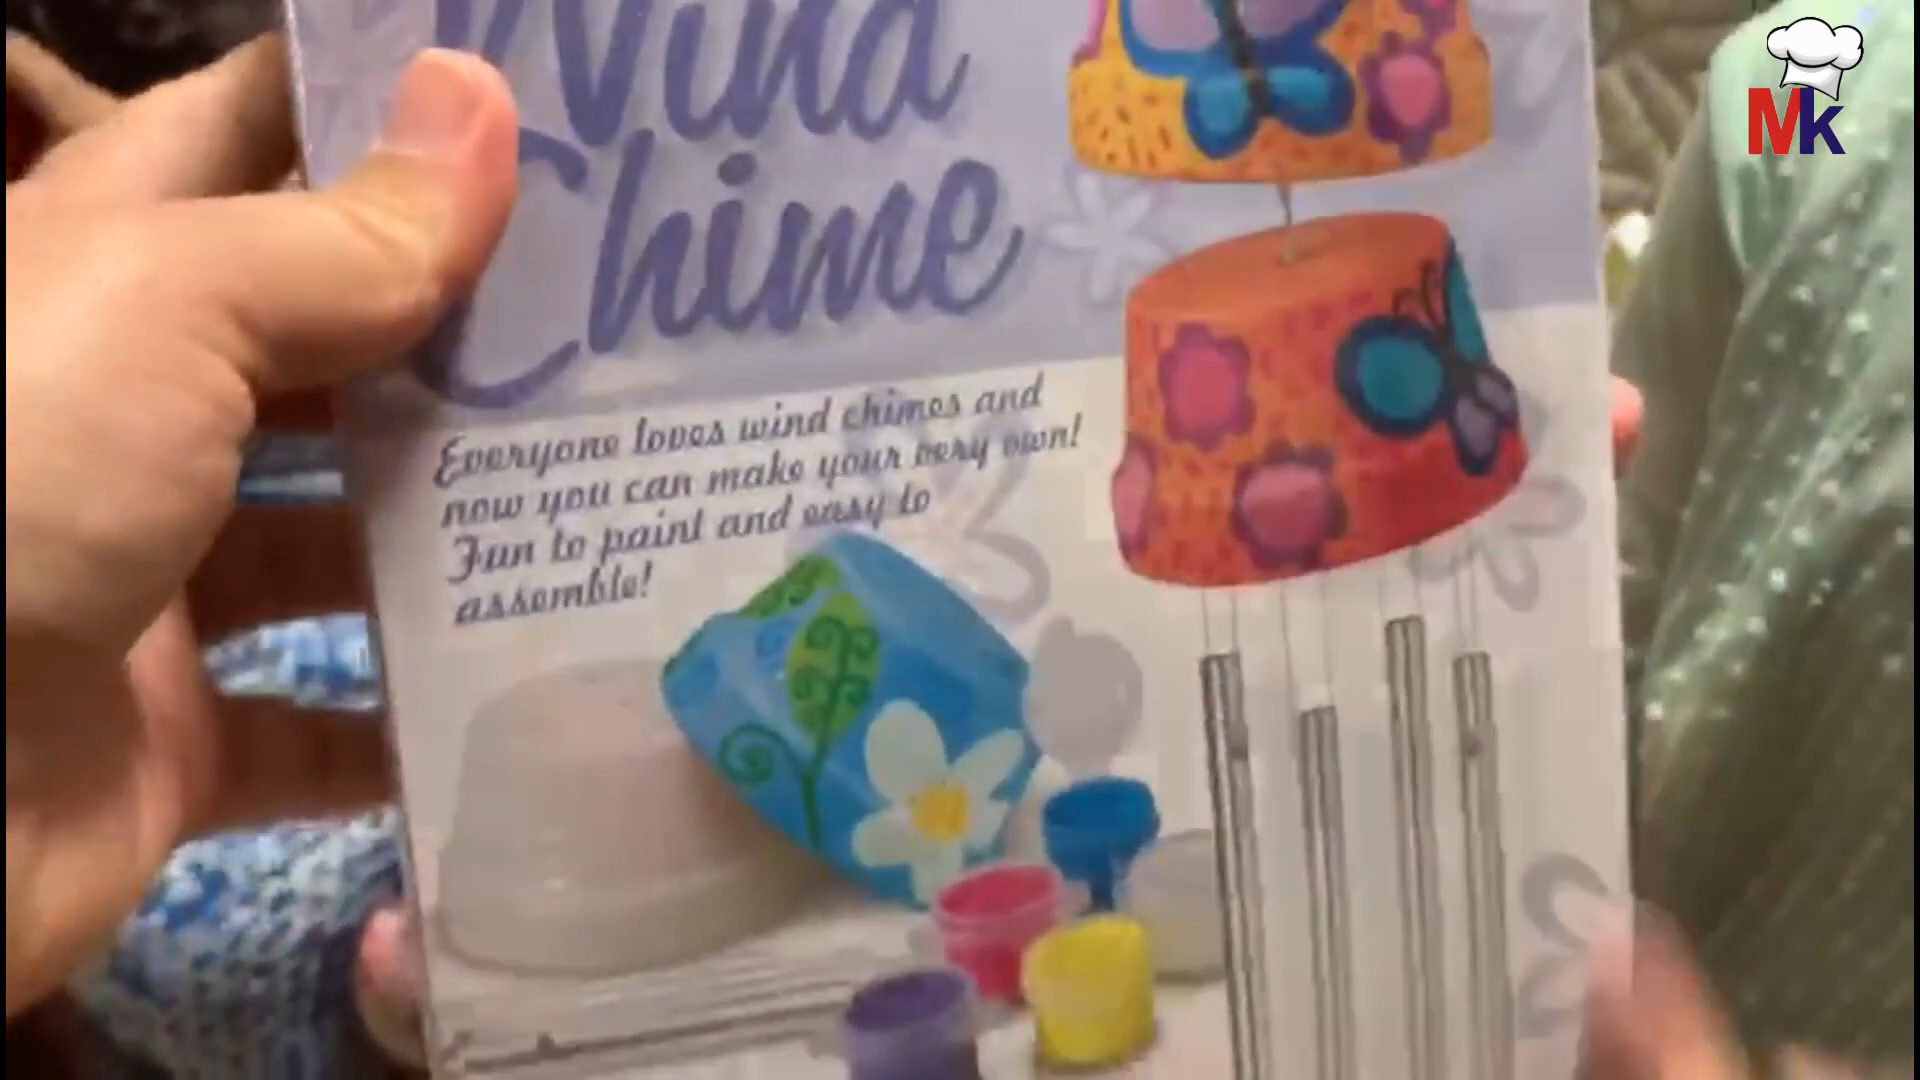 Wind
Chime
Everyone loves wind chimes and
now you can make your very own!
Fun to paint and easy to
assemble!
Mk